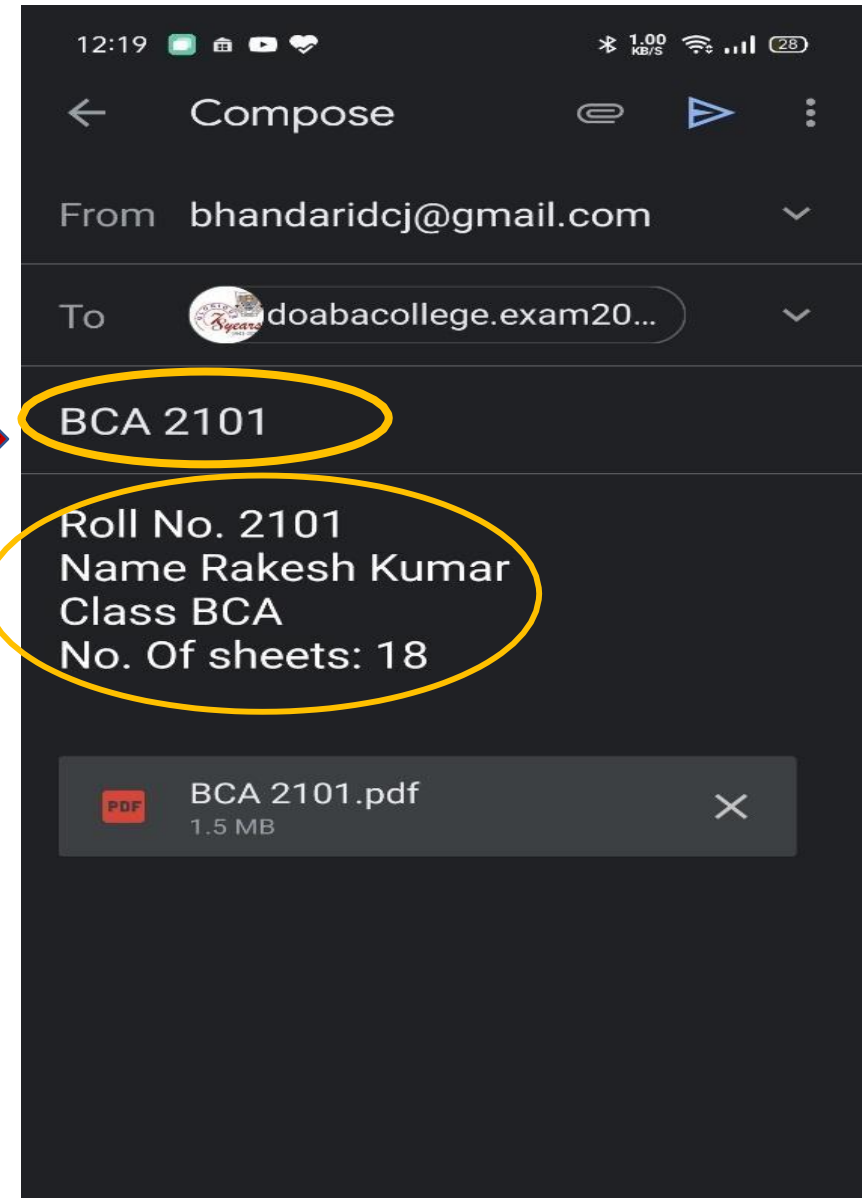 12:19 1.00 KB/S 28
Compose
From bhandaridcj@gmail.com
To doabacollege.exam20...
BCA 2101
Roll No. 2101
Name Rakesh Kumar
Class BCA
No. Of sheets: 18
PDF BCA 2101.pdf
1.5 MB